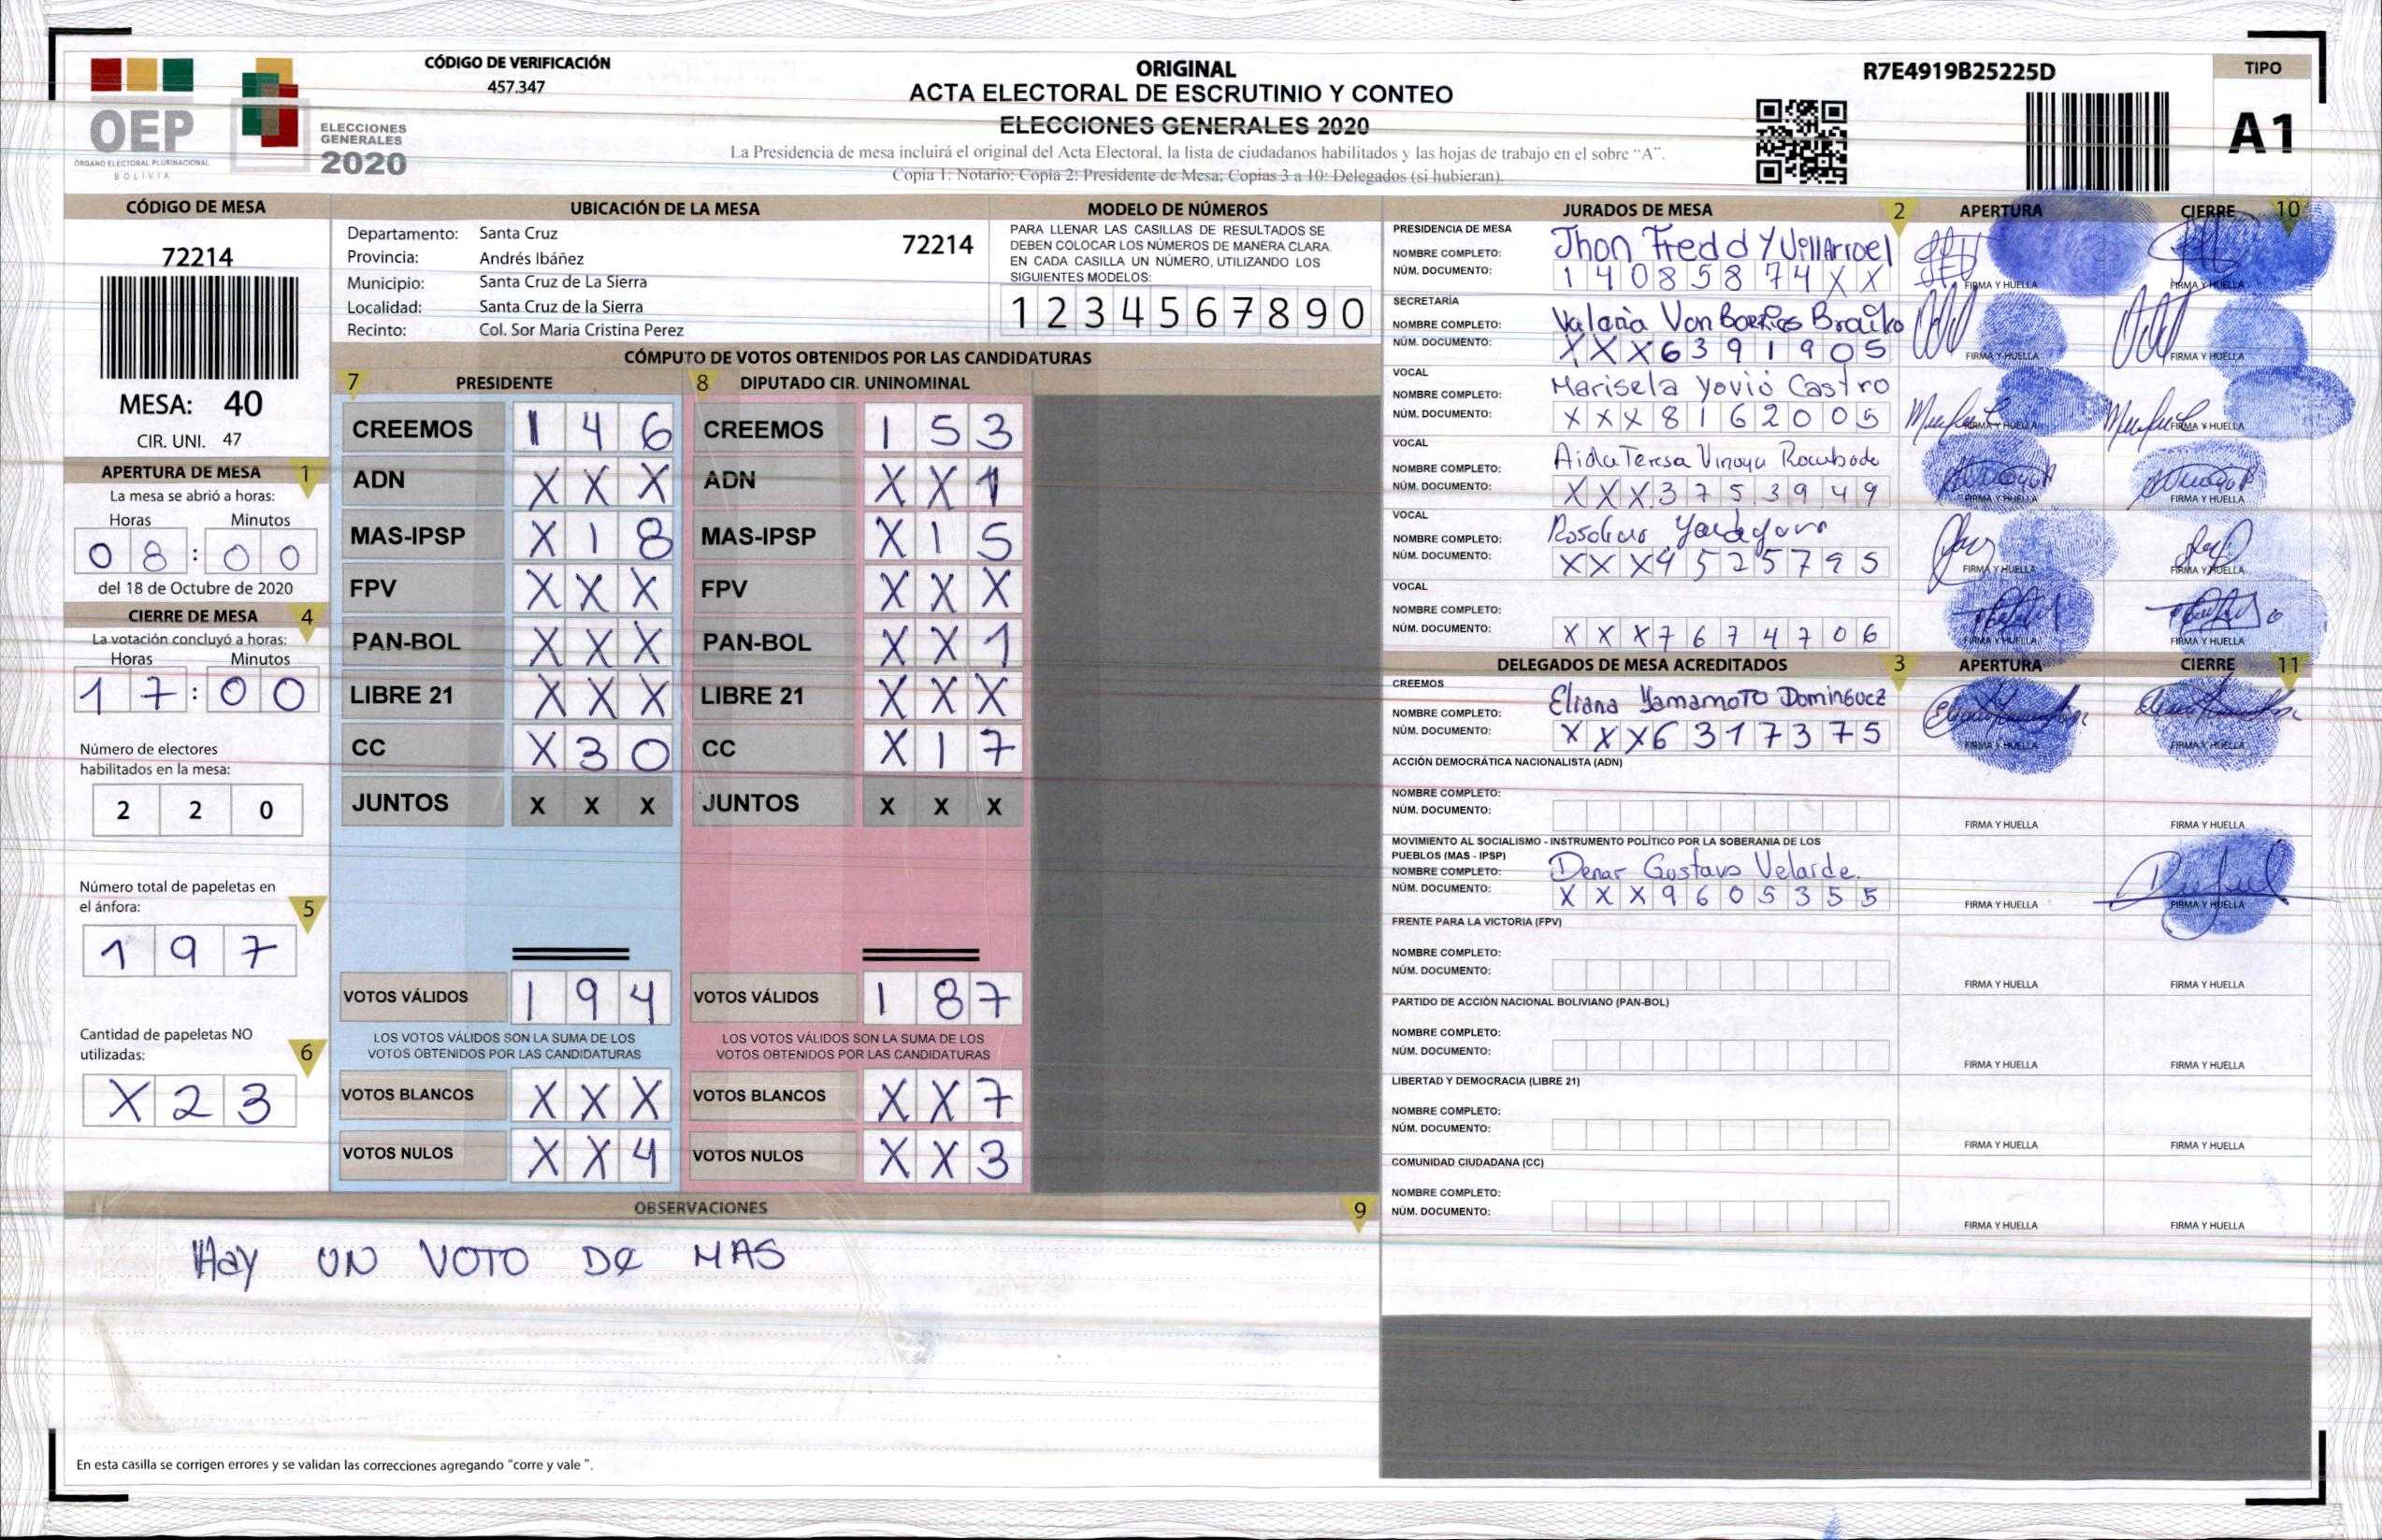 CÓDIGO DE VERIFICACIÓN
457.347
OEP
ÓRGANO ELECTORAL PLURINACIONAL
BOLIVIA
ELECCIONES
GENERALES
2020
ORIGINAL
ACTA ELECTORAL DE ESCRUTINIO Y CONTEO
ELECCIONES GENERALES 2020
La Presidencia de mesa incluirá el original del Acta Electoral, la lista de ciudadanos habilitados y las hojas de trabajo en el sobre "A".
Copia 1: Notario; Copia 2: Presidente de Mesa; Copias 3 a 10: Delegados (si hubieran).
R7E4919B25225D
TIPO
A1
CÓDIGO DE MESA
72214
MESA: 40
CIR. UNI. 47
APERTURA DE MESA 1
La mesa se abrió a horas:
Horas Minutos
08:00
del 18 de Octubre de 2020
CIERRE DE MESA 4
La votación concluyó a horas:
Horas Minutos
17:00
Número de electores
habilitados en la mesa:
2 2 0
Número total de papeletas en
el ánfora: 5
1 9 7
Cantidad de papeletas NO
utilizadas: 6
X 2 3
UBICACIÓN DE LA MESA
Departamento: Santa Cruz
72214
Provincia: Andrés Ibáñez
Municipio: Santa Cruz de La Sierra
Localidad: Santa Cruz de la Sierra
Recinto: Col. Sor Maria Cristina Perez
MODELO DE NÚMEROS
PARA LLENAR LAS CASILLAS DE RESULTADOS SE
DEBEN COLOCAR LOS NÚMEROS DE MANERA CLARA.
EN CADA CASILLA UN NÚMERO, UTILIZANDO LOS
SIGUIENTES MODELOS:
1 2 3 4 5 6 7 8 9 0
CÓMPUTO DE VOTOS OBTENIDOS POR LAS CANDIDATURAS
7 PRESIDENTE 8 DIPUTADO CIR. UNINOMINAL
CREEMOS 1 4 6 CREEMOS 1 5 3
ADN X X X ADN X X 1
MAS-IPSP X 1 8 MAS-IPSP X 1 5
FPV X X X FPV X X X
PAN-BOL X X X PAN-BOL X X 1
LIBRE 21 X X X LIBRE 21 X X X
CC X 3 0 CC X 1 7
JUNTOS X X X JUNTOS X X X
VOTOS VÁLIDOS 1 9 4 VOTOS VÁLIDOS 1 8 7
LOS VOTOS VÁLIDOS SON LA SUMA DE LOS LOS VOTOS VÁLIDOS SON LA SUMA DE LOS
VOTOS OBTENIDOS POR LAS CANDIDATURAS VOTOS OBTENIDOS POR LAS CANDIDATURAS
VOTOS BLANCOS X X X VOTOS BLANCOS X X 7
VOTOS NULOS X X 4 VOTOS NULOS X X 3
OBSERVACIONES 9
HAY UN VOTO DE MAS
En esta casilla se corrigen errores y se validan las correcciones agregando "corre y vale ".
JURADOS DE MESA 2 APERTURA CIERRE 10
PRESIDENCIA DE MESA
NOMBRE COMPLETO: Jhon Fredd Y Villarroel
NÚM. DOCUMENTO: 1 4 0 8 5 8 7 4 X X
FIRMA Y HUELLA FIRMA Y HUELLA
SECRETARÍA
NOMBRE COMPLETO: Valeria Von Borries Braiko
NÚM. DOCUMENTO: X X X 6 3 9 1 9 0 5
FIRMA Y HUELLA FIRMA Y HUELLA
VOCAL
NOMBRE COMPLETO: Marisela Yovió Castro
NÚM. DOCUMENTO: X X X 8 1 6 2 0 0 5
FIRMA Y HUELLA FIRMA Y HUELLA
VOCAL
NOMBRE COMPLETO: Aida Teresa
NÚM. DOCUMENTO: X X X 3 7 5 3 9 4 9
FIRMA Y HUELLA FIRMA Y HUELLA
VOCAL
NOMBRE COMPLETO:
NÚM. DOCUMENTO: X X X 4 5 2 5 7 9 5
FIRMA Y HUELLA FIRMA Y HUELLA
VOCAL
NOMBRE COMPLETO:
NÚM. DOCUMENTO: X X X 7 6 7 4 7 0 6
FIRMA Y HUELLA FIRMA Y HUELLA
DELEGADOS DE MESA ACREDITADOS 3 APERTURA CIERRE 11
CREEMOS
NOMBRE COMPLETO: Eliana Yamamoto Dominguez
NÚM. DOCUMENTO: X X X 6 3 1 7 3 7 5
FIRMA Y HUELLA FIRMA Y HUELLA
ACCIÓN DEMOCRÁTICA NACIONALISTA (ADN)
NOMBRE COMPLETO:
NÚM. DOCUMENTO:
FIRMA Y HUELLA FIRMA Y HUELLA
MOVIMIENTO AL SOCIALISMO - INSTRUMENTO POLÍTICO POR LA SOBERANIA DE LOS
PUEBLOS (MAS - IPSP)
NOMBRE COMPLETO: Denar Gustavo Velarde.
NÚM. DOCUMENTO: X X X 9 6 0 5 3 5 5
FIRMA Y HUELLA FIRMA Y HUELLA
FRENTE PARA LA VICTORIA (FPV)
NOMBRE COMPLETO:
NÚM. DOCUMENTO:
FIRMA Y HUELLA FIRMA Y HUELLA
PARTIDO DE ACCIÓN NACIONAL BOLIVIANO (PAN-BOL)
NOMBRE COMPLETO:
NÚM. DOCUMENTO:
FIRMA Y HUELLA FIRMA Y HUELLA
LIBERTAD Y DEMOCRACIA (LIBRE 21)
NOMBRE COMPLETO:
NÚM. DOCUMENTO:
FIRMA Y HUELLA FIRMA Y HUELLA
COMUNIDAD CIUDADANA (CC)
NOMBRE COMPLETO:
NÚM. DOCUMENTO:
FIRMA Y HUELLA FIRMA Y HUELLA